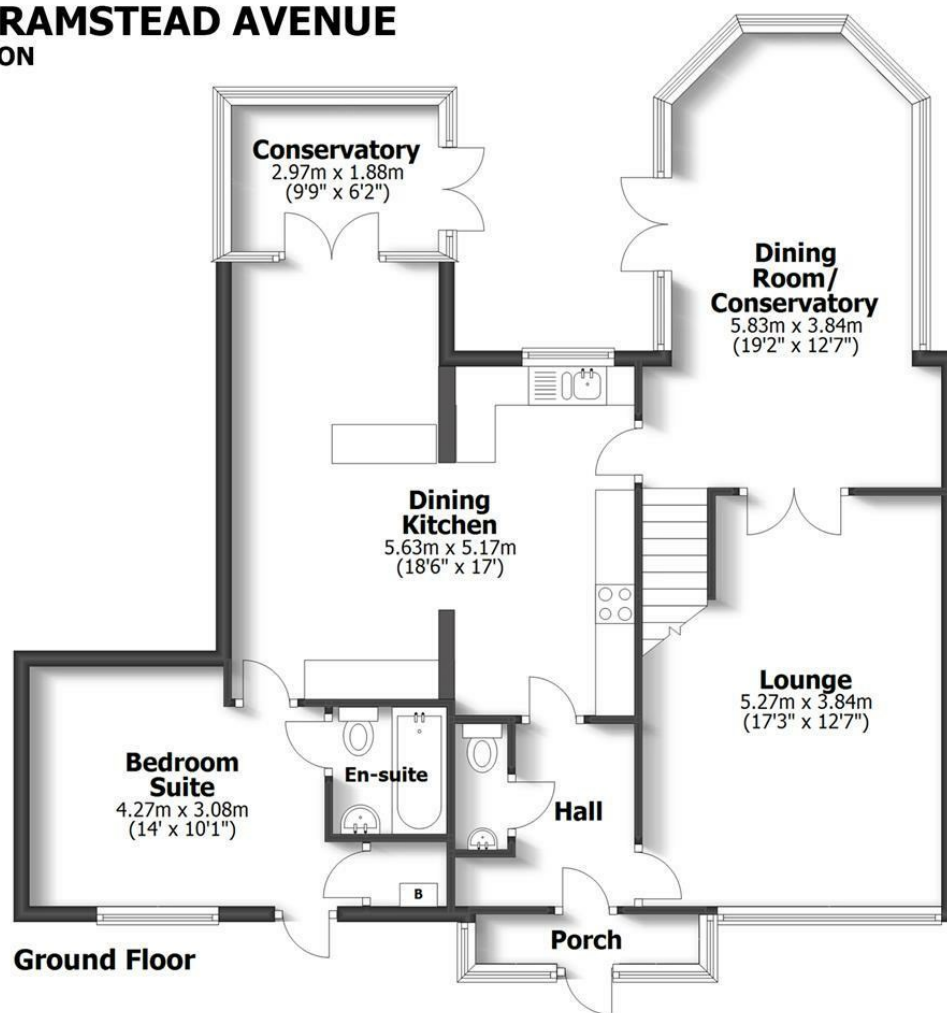 RAMSTEAD AVENUE
ON
Conservatory
2.97m x 1.88m
(9'9" x 6'2")
Dining
Room/
Conservatory
5.83m x 3.84m
(19'2" x 12'7")
Dining
Kitchen
5.63m x 5.17m
(18'6" x 17')
Lounge
5.27m x 3.84m
(17'3" x 12'7")
Bedroom
Suite
4.27m x 3.08m
(14' x 10'1")
En-suite
Hall
B
Porch
Ground Floor